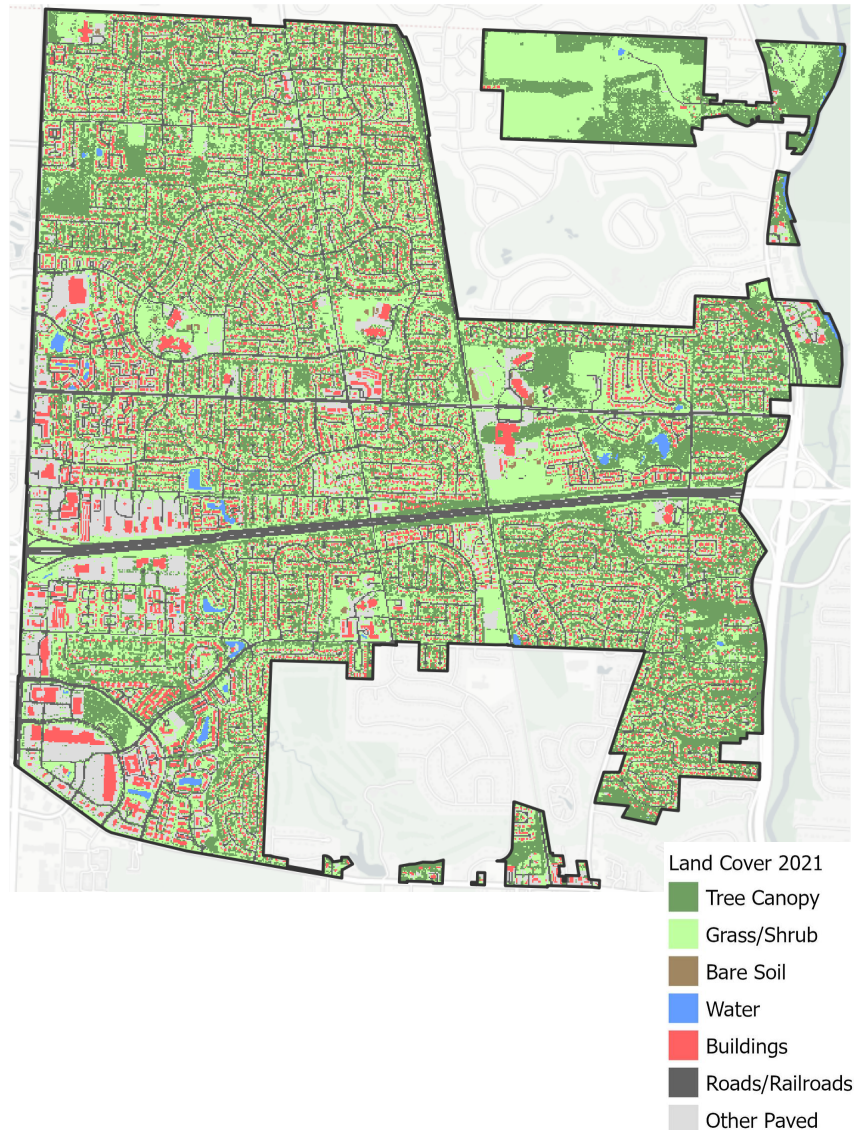 Land Cover 2021
Tree Canopy
Grass/Shrub
Bare Soil
Water
Buildings
Roads/Railroads
Other Paved